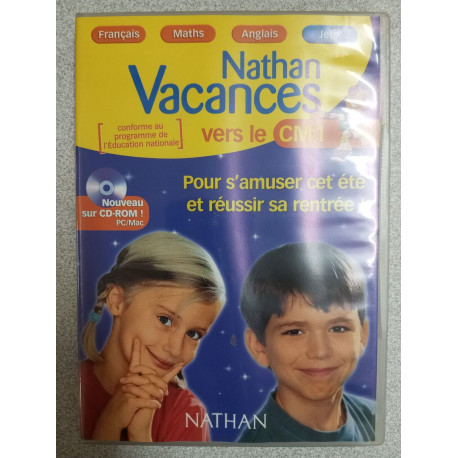 Français Maths Anglais Jeux
Nathan
Vacances
[conforme au
programme de
l'Éducation nationale]
vers le
Pour s'amuser cet été
et réussir sa rentrée !
Nouveau
sur CD-ROM !
PC/Mac
NATHAN